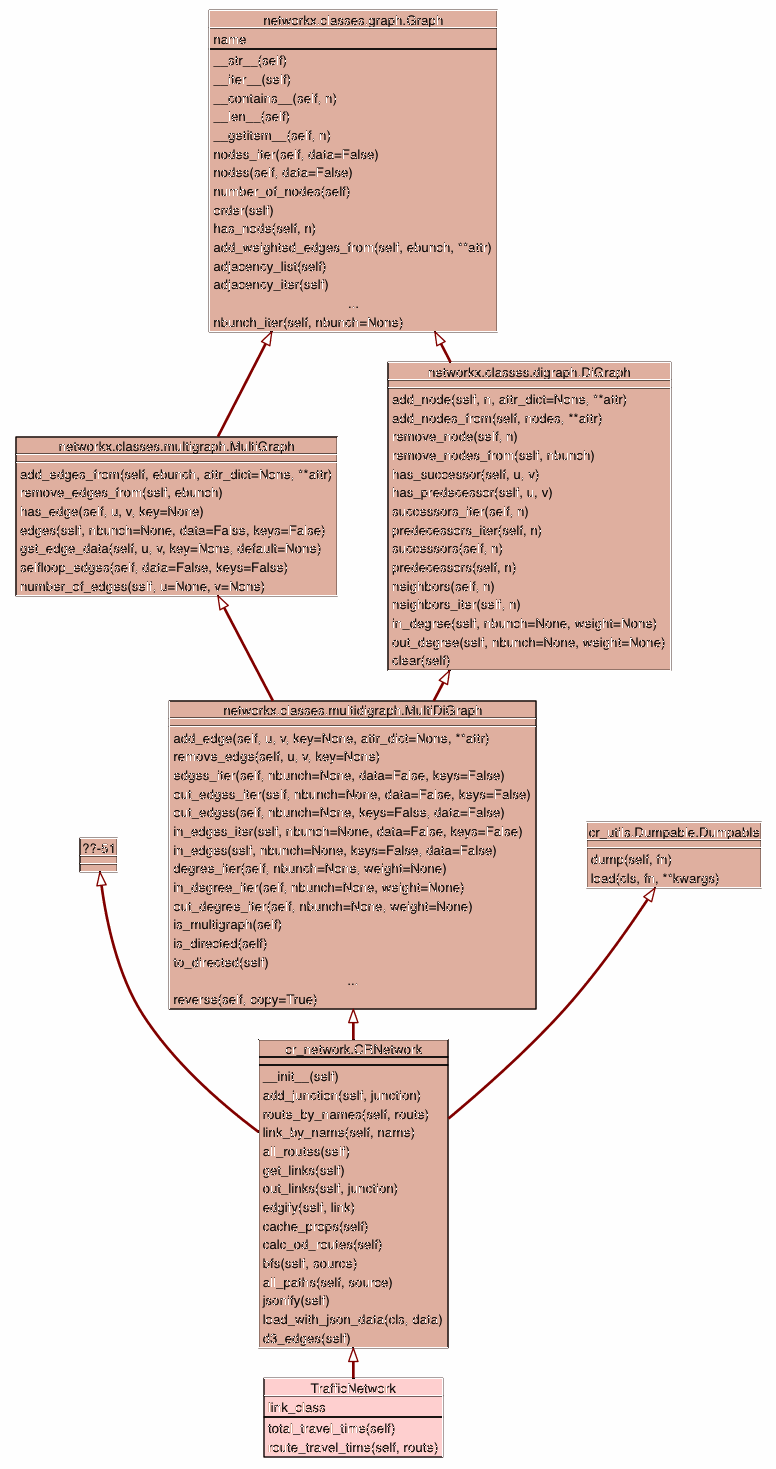 networkx.classes.graph.Graph
name
__str__(self)
__iter__(self)
__contains__(self, n)
__len__(self)
__getitem__(self, n)
nodes_iter(self, data=False)
nodes(self, data=False)
number_of_nodes(self)
order(self)
has_node(self, n)
add_weighted_edges_from(self, ebunch, **attr)
adjacency_list(self)
adjacency_iter(self)
...
nbunch_iter(self, nbunch=None)
networkx.classes.digraph.DiGraph
add_node(self, n, attr_dict=None, **attr)
add_nodes_from(self, nodes, **attr)
remove_node(self, n)
remove_nodes_from(self, nbunch)
has_successor(self, u, v)
has_predecessor(self, u, v)
successors_iter(self, n)
predecessors_iter(self, n)
successors(self, n)
predecessors(self, n)
neighbors(self, n)
neighbors_iter(self, n)
in_degree(self, nbunch=None, weight=None)
out_degree(self, nbunch=None, weight=None)
clear(self)
networkx.classes.multigraph.MultiGraph
add_edges_from(self, ebunch, attr_dict=None, **attr)
remove_edges_from(self, ebunch)
has_edge(self, u, v, key=None)
edges(self, nbunch=None, data=False, keys=False)
get_edge_data(self, u, v, key=None, default=None)
selfloop_edges(self, data=False, keys=False)
number_of_edges(self, u=None, v=None)
networkx.classes.multidigraph.MultiDiGraph
add_edge(self, u, v, key=None, attr_dict=None, **attr)
remove_edge(self, u, v, key=None)
edges_iter(self, nbunch=None, data=False, keys=False)
out_edges_iter(self, nbunch=None, data=False, keys=False)
out_edges(self, nbunch=None, keys=False, data=False)
in_edges_iter(self, nbunch=None, data=False, keys=False)
in_edges(self, nbunch=None, keys=False, data=False)
degree_iter(self, nbunch=None, weight=None)
in_degree_iter(self, nbunch=None, weight=None)
out_degree_iter(self, nbunch=None, weight=None)
is_multigraph(self)
is_directed(self)
to_directed(self)
...
reverse(self, copy=True)
??-51
cr_utils.Dumpable.Dumpable
dump(self, fn)
load(cls, fn, **kwargs)
cr_network.CRNetwork
__init__(self)
add_junction(self, junction)
route_by_names(self, route)
link_by_name(self, name)
all_routes(self)
get_links(self)
out_links(self, junction)
edgify(self, link)
cache_props(self)
calc_od_routes(self)
bfs(self, source)
all_paths(self, source)
jsonify(self)
load_with_json_data(cls, data)
d3_edges(self)
TrafficNetwork
link_class
total_travel_time(self)
route_travel_time(self, route)